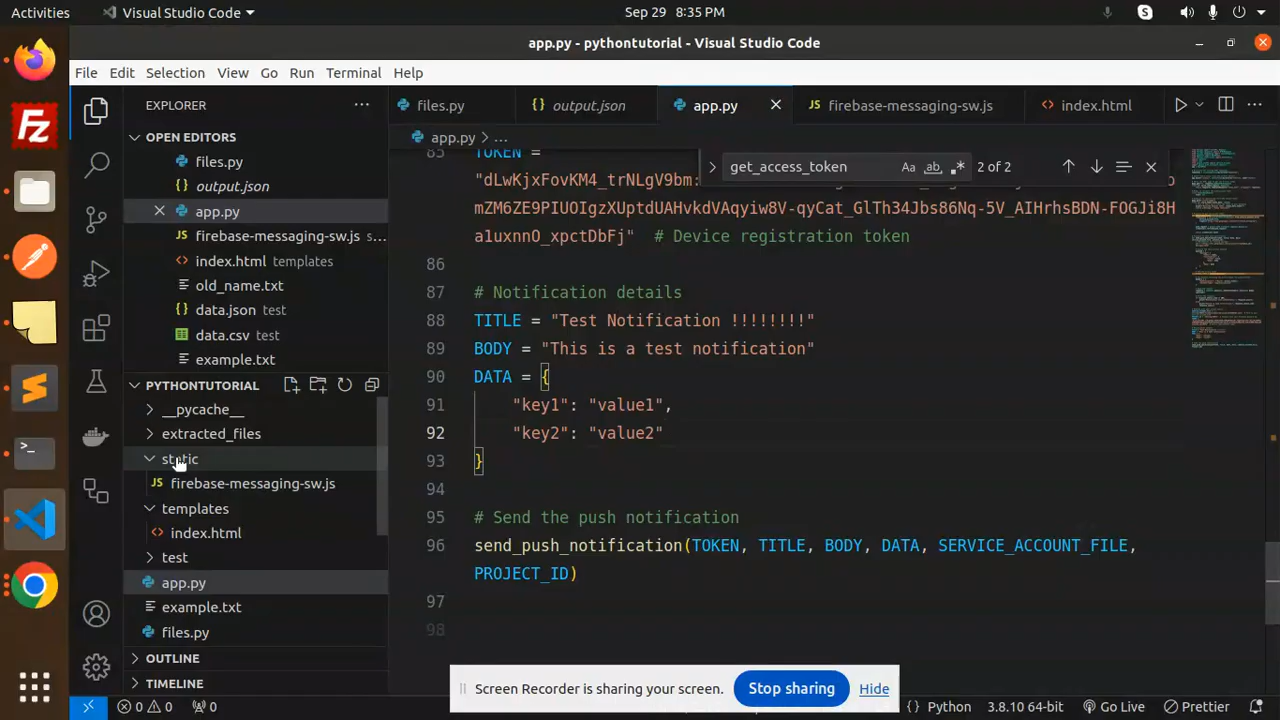 Activities
Visual Studio Code
Sep 29 8:35 PM
app.py - pythontutorial - Visual Studio Code
File Edit Selection View Go Run Terminal Help
EXPLORER
OPEN EDITORS
files.py
output.json
app.py
firebase-messaging-sw.js s...
index.html templates
old_name.txt
data.json test
data.csv test
example.txt
PYTHONTUTORIAL
__pycache__
extracted_files
static
JS firebase-messaging-sw.js
templates
index.html
test
app.py
example.txt
files.py
OUTLINE
TIMELINE
files.py output.json app.py JS firebase-messaging-sw.js index.html
app.py > ...
get_access_token Aa ab 2 of 2
85 TOKEN =
"dLwKjxFovKM4_trNLgV9bm:
a1uxnnO_xpctDbFj" # Device registration token
86
87 # Notification details
88 TITLE = "Test Notification !!!!!!!!"
89 BODY = "This is a test notification"
90 DATA = {
91 "key1": "value1",
92 "key2": "value2"
93 }
94
95 # Send the push notification
96 send_push_notification(TOKEN, TITLE, BODY, DATA, SERVICE_ACCOUNT_FILE,
PROJECT_ID)
97
98
Screen Recorder is sharing your screen. Stop sharing Hide
0 0 0 Python 3.8.10 64-bit Go Live Prettier